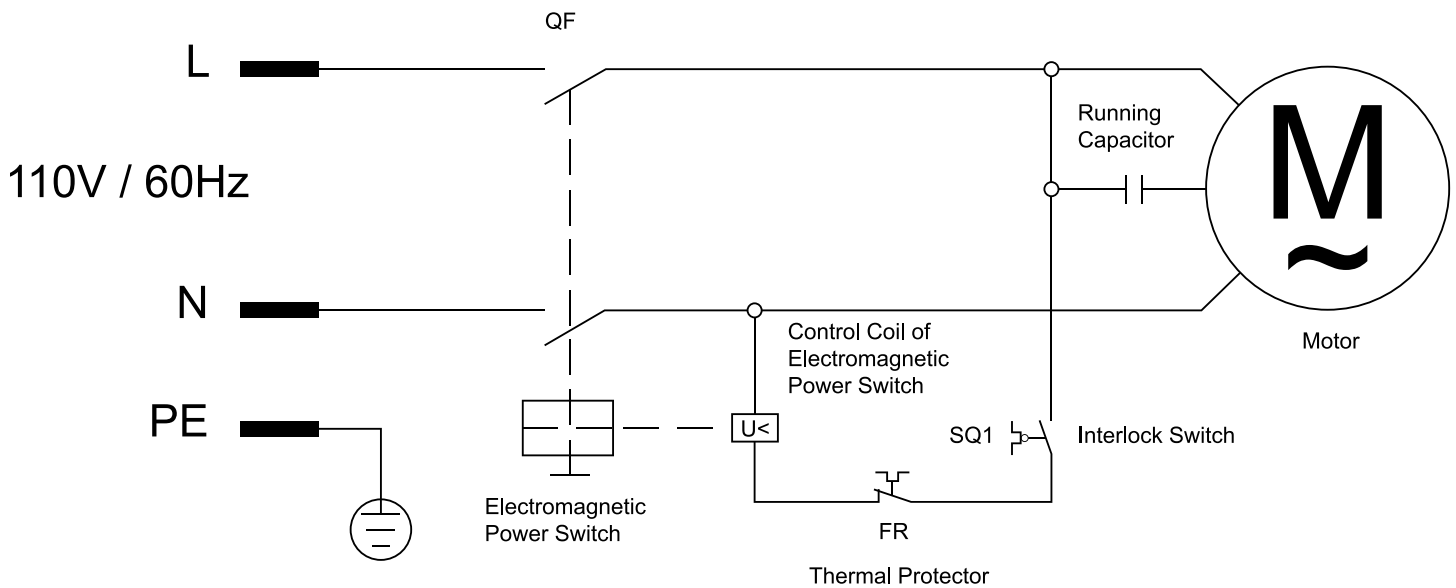 QF
L
Running
Capacitor
M
~
110V / 60Hz
N
Control Coil of
Electromagnetic
Power Switch
Motor
PE
U<
SQ1
Interlock Switch
Electromagnetic
Power Switch
FR
Thermal Protector